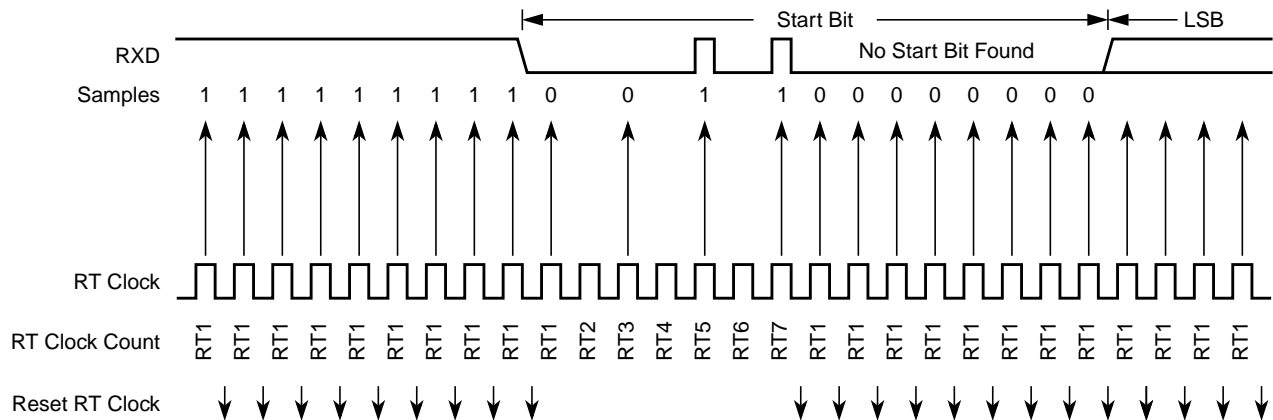 Start Bit LSB
RXD No Start Bit Found
Samples 1 1 1 1 1 1 1 1 1 0 0 1 1 0 0 0 0 0 0 0 0
RT Clock
RT Clock Count RT1 RT1 RT1 RT1 RT1 RT1 RT1 RT1 RT1 RT1 RT2 RT3 RT4 RT5 RT6 RT7 RT1 RT1 RT1 RT1 RT1 RT1 RT1 RT1 RT1 RT1 RT1 RT1
Reset RT Clock